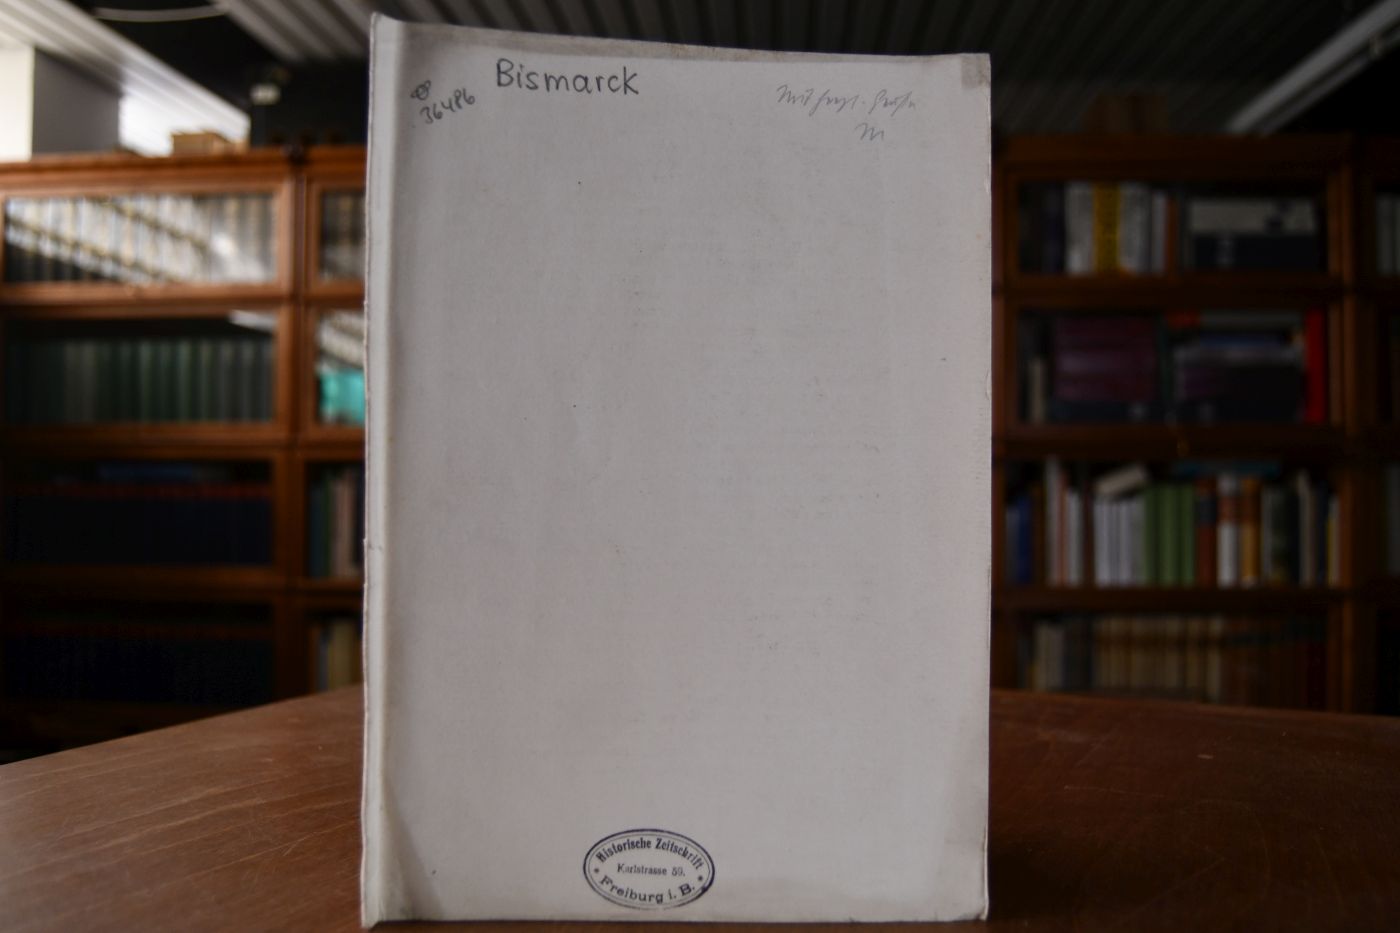 Bismarck
36486
Historische Zeitschrift
Karlstrasse 59.
Freiburg i. B.